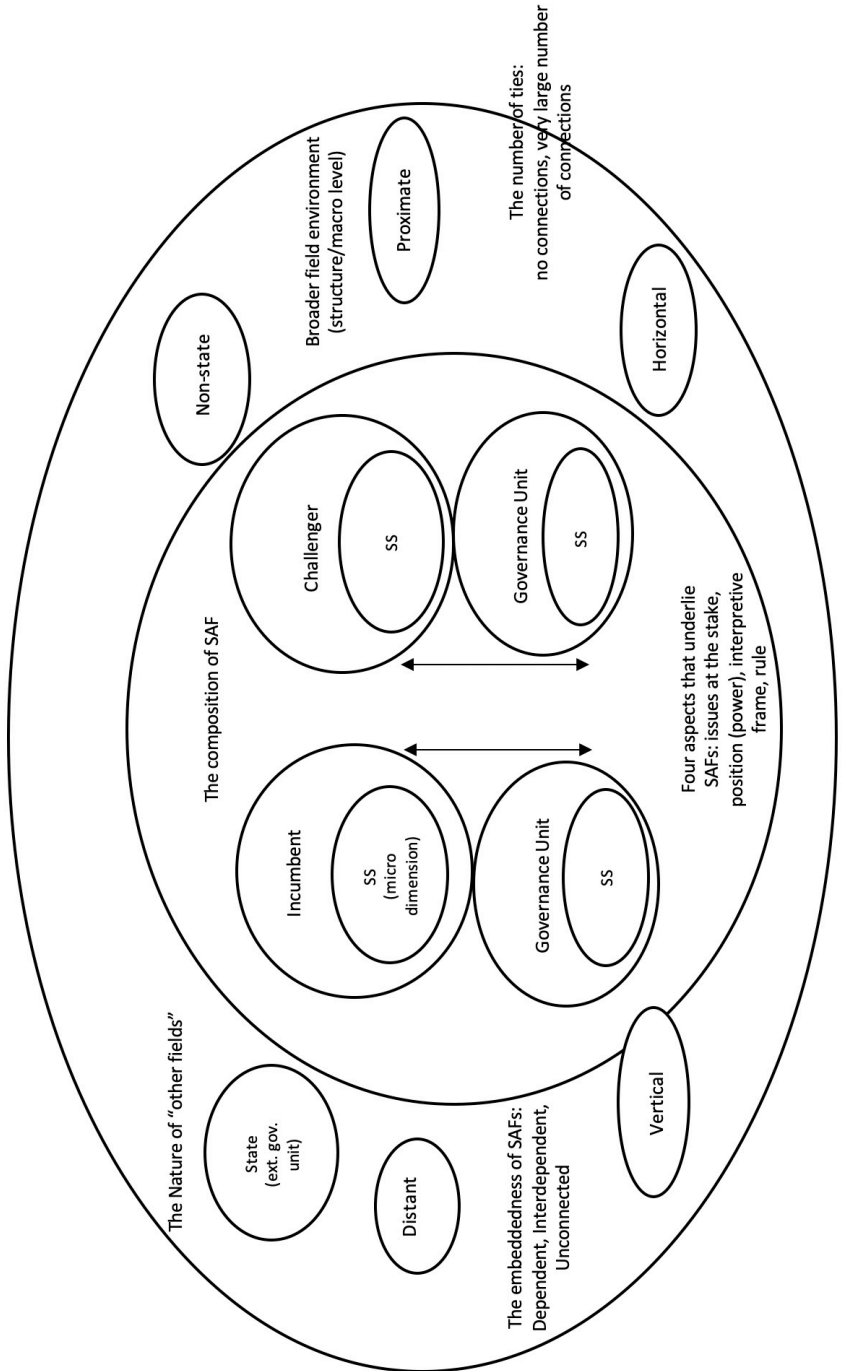 The Nature of “other fields”
State
(ext. gov.
unit)
Distant
The embeddedness of SAFs:
Dependent, Interdependent,
Unconnected
Vertical
The composition of SAF
Incumbent
SS
(micro
dimension)
Governance Unit
SS
Challenger
SS
Governance Unit
SS
Four aspects that underlie
SAFs: issues at the stake,
position (power), interpretive
frame, rule
Non-state
Broader field environment
(structure/macro level)
Proximate
The number of ties:
no connections, very large number
of connections
Horizontal